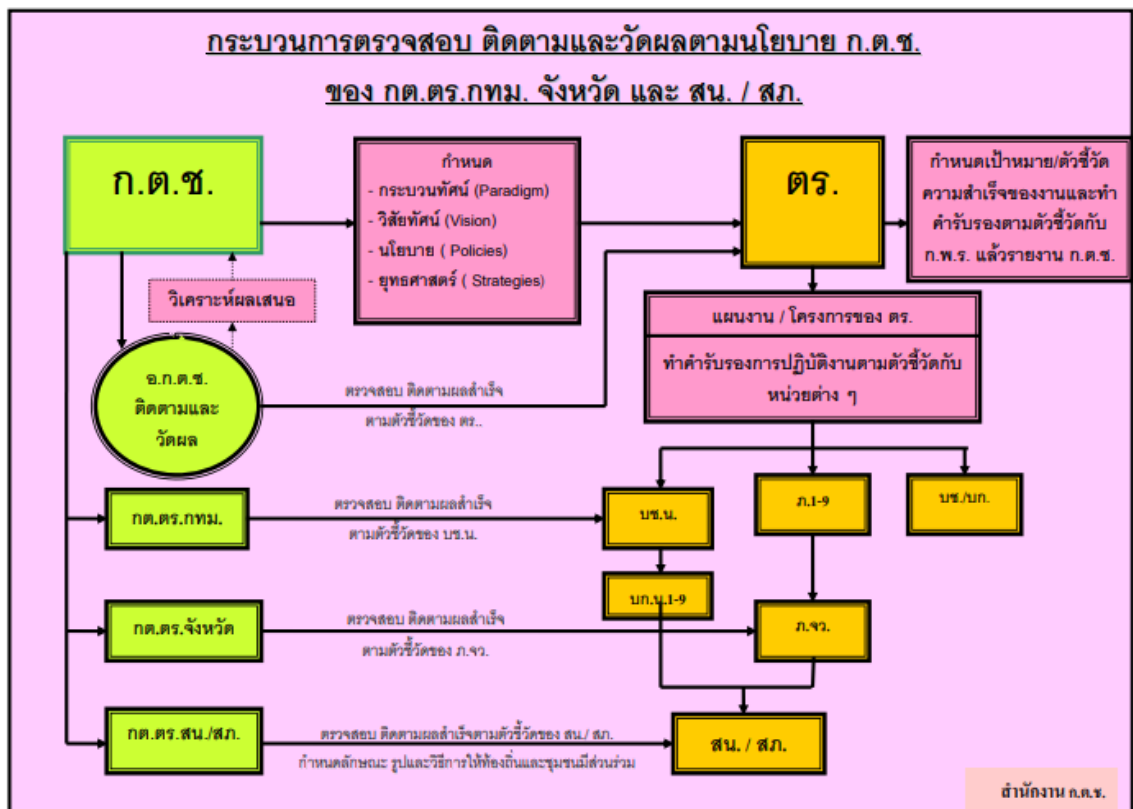 กระบวนการตรวจสอบ ติดตามและวัดผลตามนโยบาย ก.ต.ช.
ของ กต.ตร.กทม. จังหวัด และ สน. / สภ.
ก.ต.ช.
กำหนด
- กระบวนทัศน์ (Paradigm)
- วิสัยทัศน์ (Vision)
- นโยบาย ( Policies)
- ยุทธศาสตร์ ( Strategies)
ตร.
กำหนดเป้าหมาย/ตัวชี้วัด
ความสำเร็จของงานและทำ
คำรับรองตามตัวชี้วัดกับ
ก.พ.ร. แล้วรายงาน ก.ต.ช.
วิเคราะห์ผลเสนอ
แผนงาน / โครงการของ ตร.
ทำคำรับรองการปฏิบัติงานตามตัวชี้วัดกับ
หน่วยต่าง ๆ
อ.ก.ต.ช.
ติดตามและ
วัดผล
ตรวจสอบ ติดตามผลสำเร็จ
ตามตัวชี้วัดของ ตร..
กต.ตร.กทม.
ตรวจสอบ ติดตามผลสำเร็จ
ตามตัวชี้วัดของ บช.น.
บช.น.
ภ.1-9
บช./บก.
บก.น.1-9
กต.ตร.จังหวัด
ตรวจสอบ ติดตามผลสำเร็จ
ตามตัวชี้วัดของ ภ.จว.
ภ.จว.
กต.ตร.สน./สภ.
ตรวจสอบ ติดตามผลสำเร็จตามตัวชี้วัดของ สน./ สภ.
กำหนดลักษณะ รูปและวิธีการให้ท้องถิ่นและชุมชนมีส่วนร่วม
สน. / สภ.
สำนักงาน ก.ต.ช.